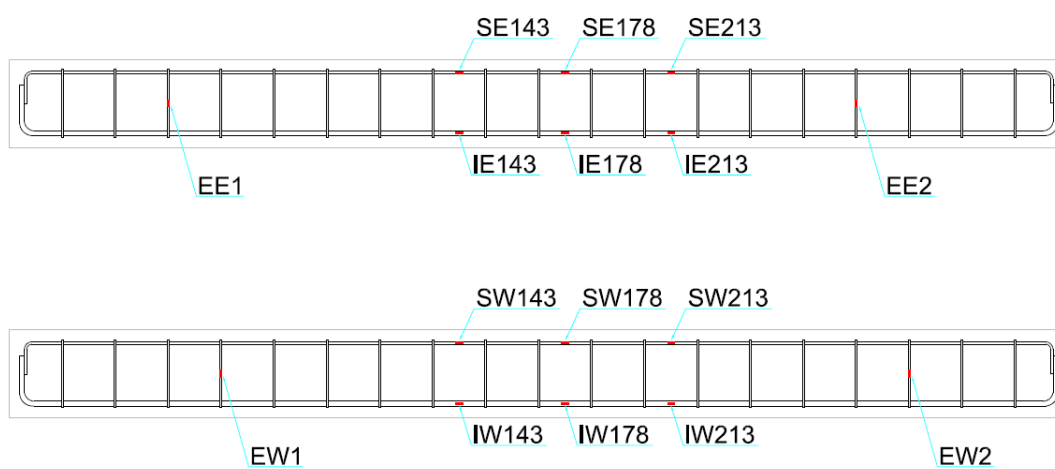 SE143 SE178 SE213
IE143 IE178 IE213
EE1 EE2
SW143 SW178 SW213
IW143 IW178 IW213
EW1 EW2